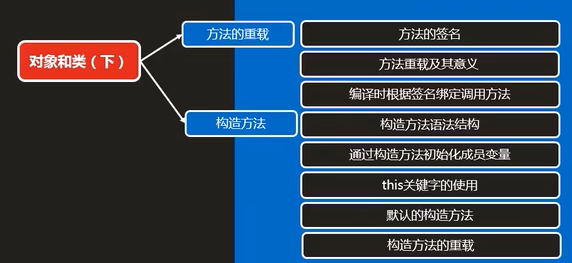 对象和类（下）
方法的重载
方法的签名
方法重载及其意义
编译时根据签名绑定调用方法
构造方法
构造方法语法结构
通过构造方法初始化成员变量
this关键字的使用
默认的构造方法
构造方法的重载